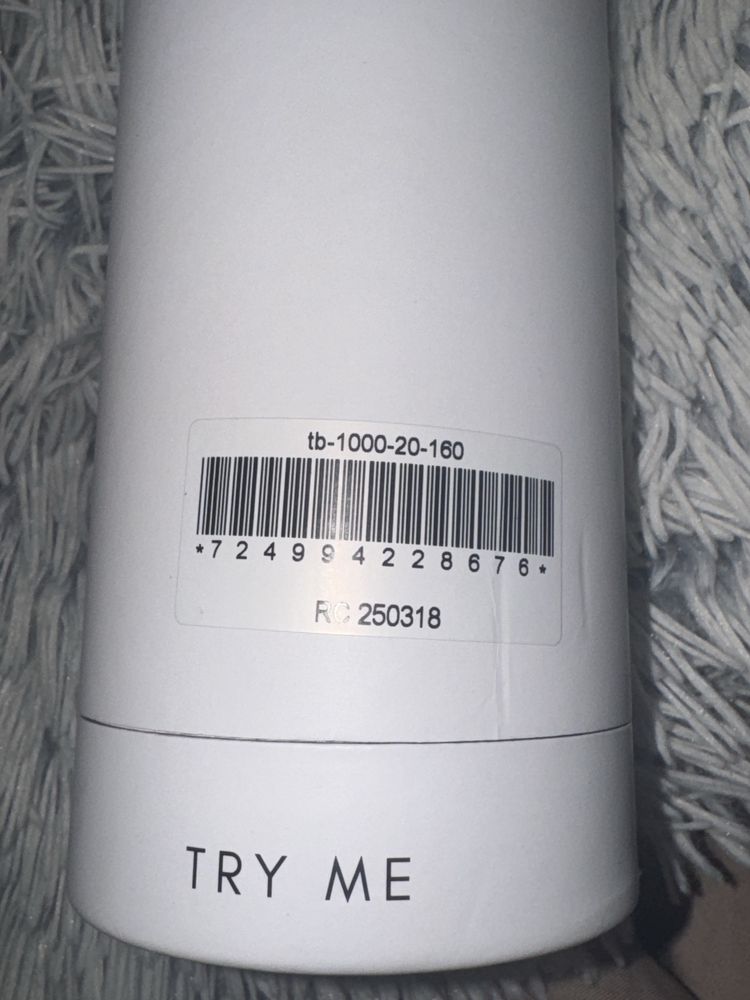 tb-1000-20-160
*724994228676*
RC 250318
TRY ME